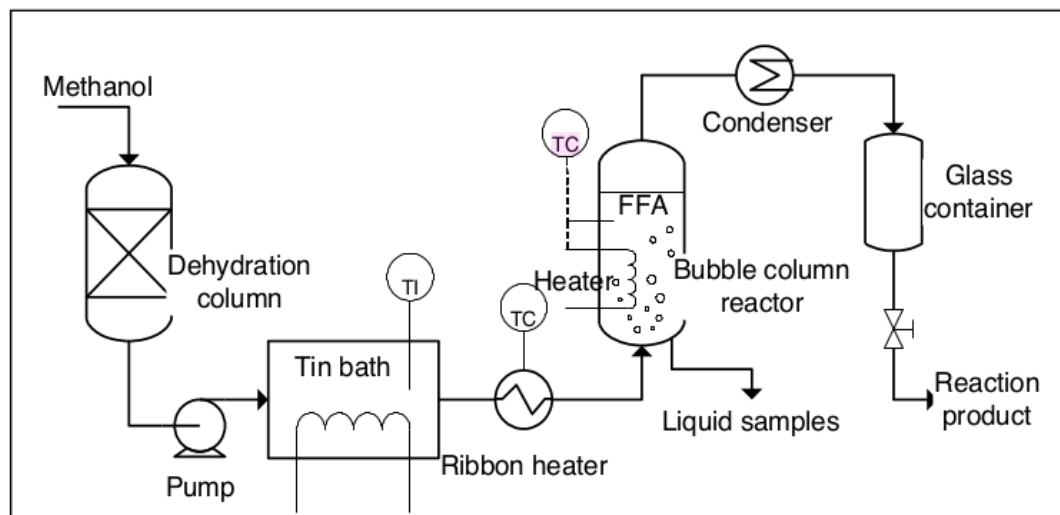 Methanol
Dehydration
column
Pump
Tin bath
TI
Ribbon heater
TC
TC
Heater
FFA
Bubble column
reactor
Liquid samples
Condenser
Glass
container
Reaction
product